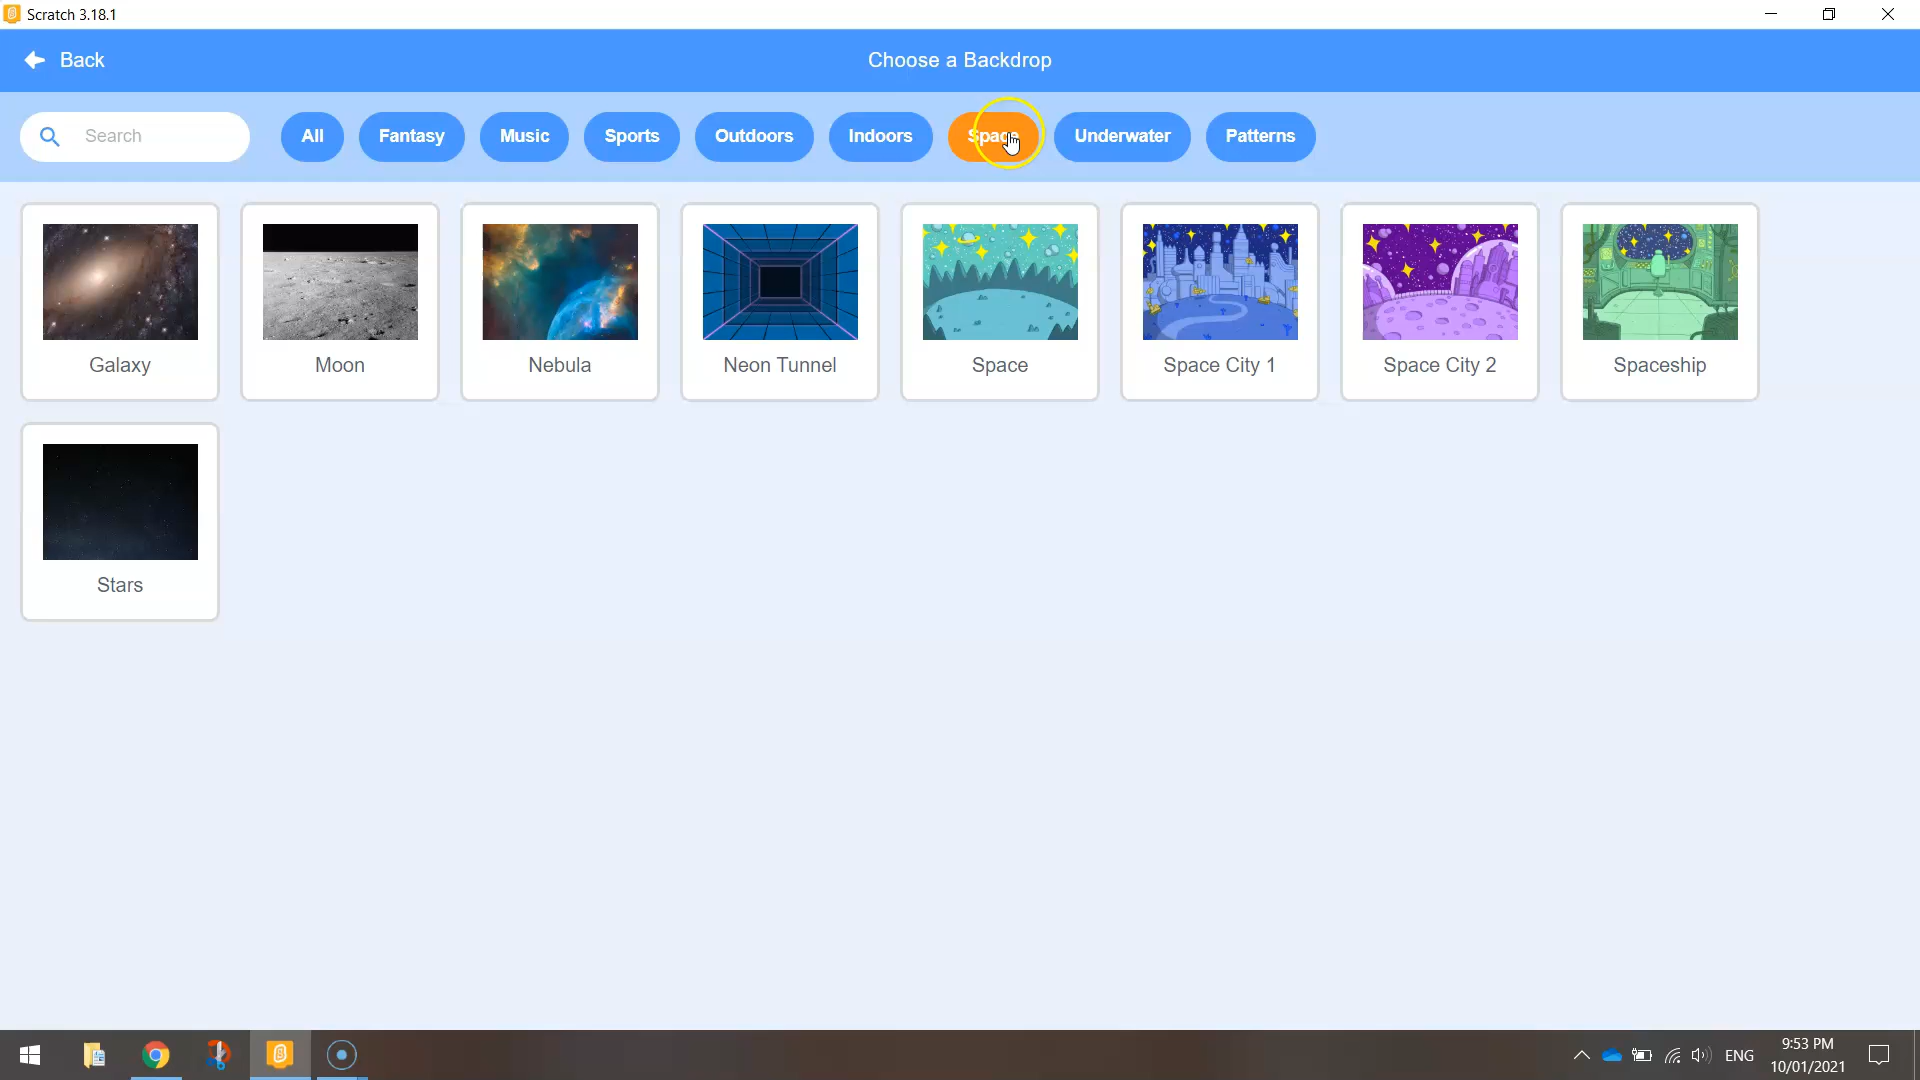 Scratch 3.18.1
Back
Choose a Backdrop
Search
All
Fantasy
Music
Sports
Outdoors
Indoors
Space
Underwater
Patterns
Galaxy
Moon
Nebula
Neon Tunnel
Space
Space City 1
Space City 2
Spaceship
Stars
ENG
9:53 PM
10/01/2021